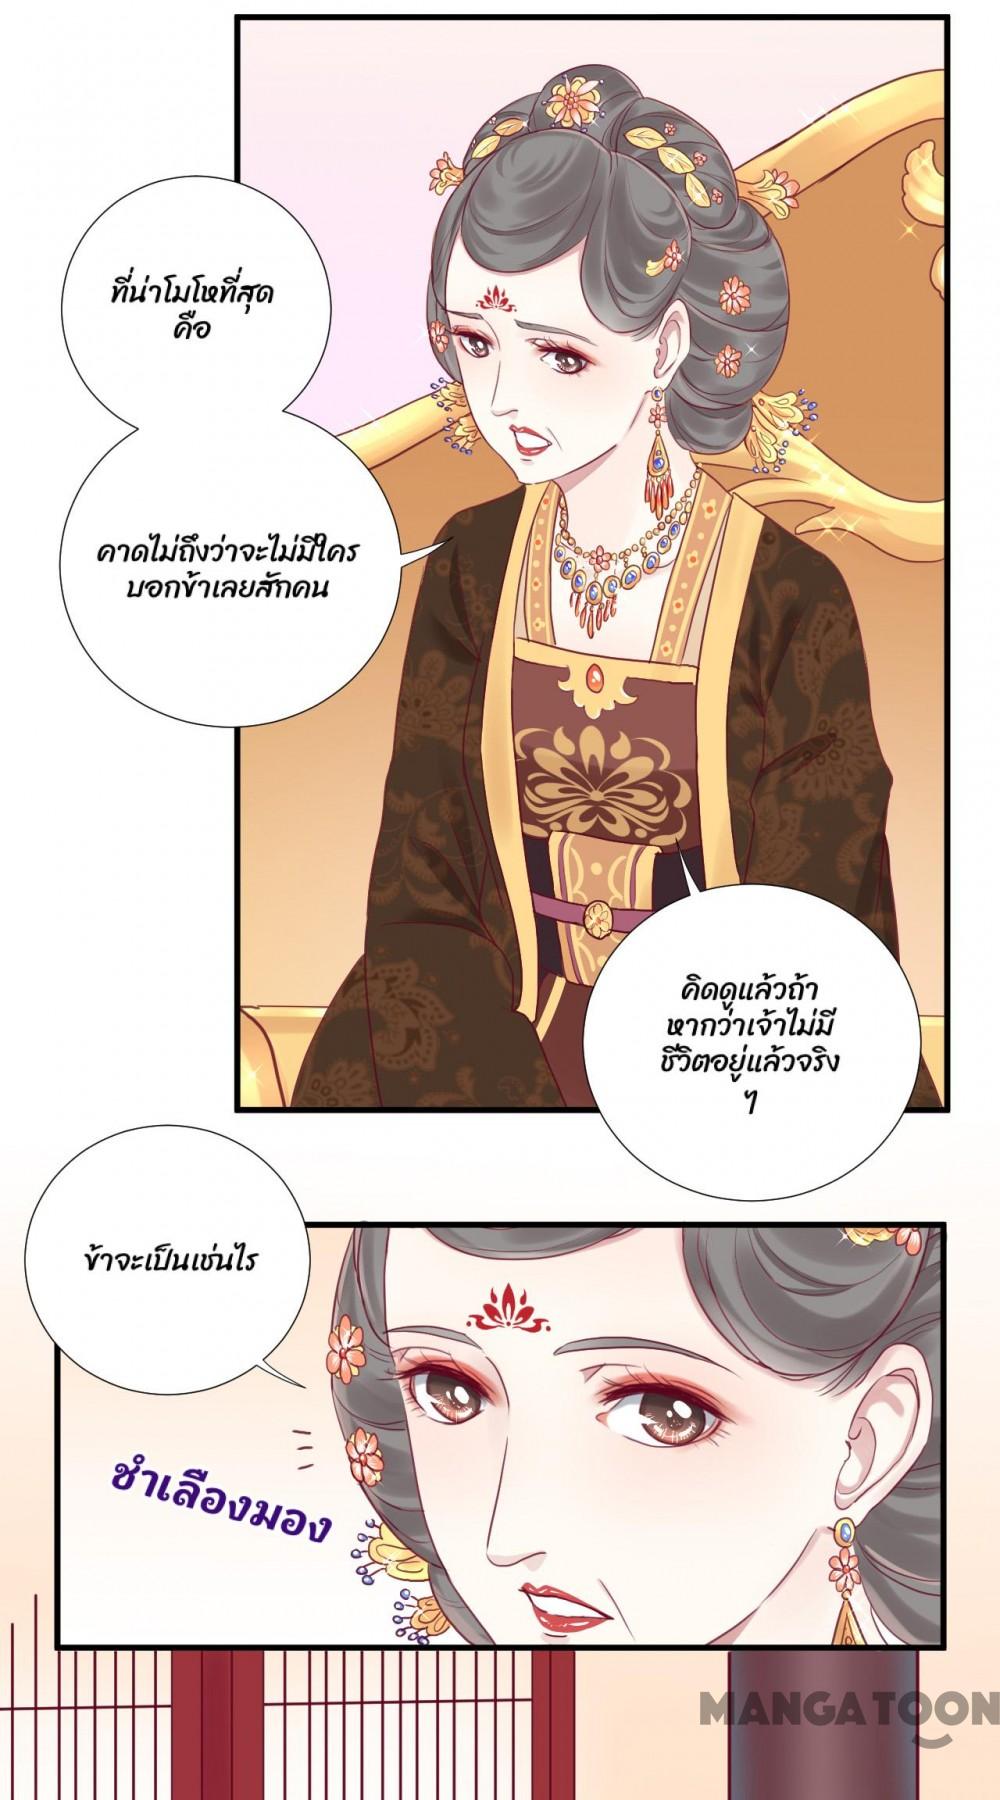 ที่น่าโมโหที่สุด
คือ
คาดไม่ถึงว่าจะไม่มีใคร
บอกข้าเลยสักคน
คิดดูแล้วถ้า
หากว่าเจ้าไม่มี
ชีวิตอยู่แล้วจริง
ๆ
ข้าจะเป็นเช่นไร
ชำเลืองมอง
MANGATOON